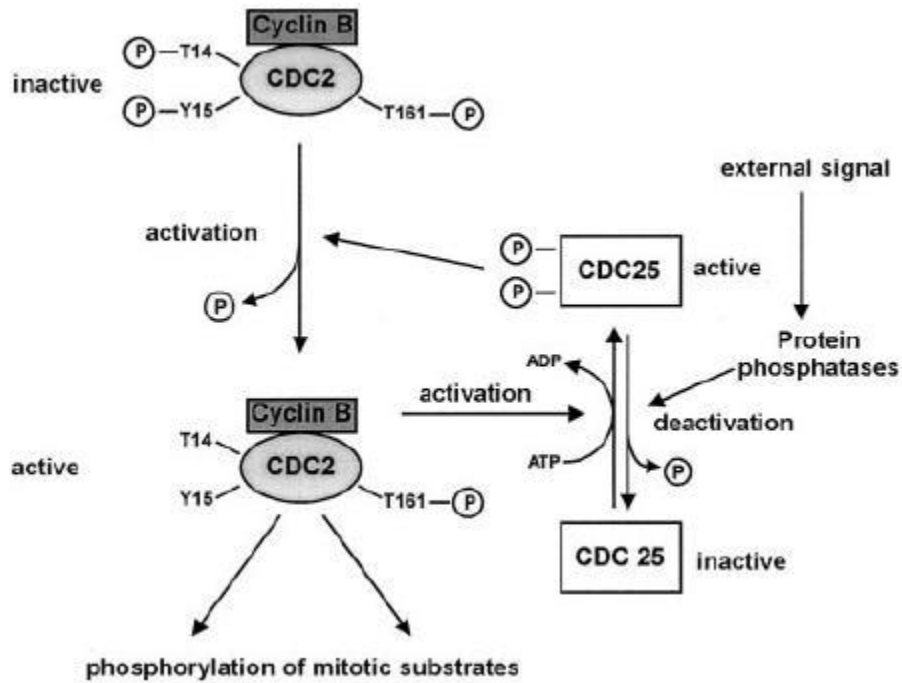 Cyclin B
P
T14
CDC2
inactive
P
Y15
T161
P
external signal
activation
P
CDC25
active
P
P
Protein
phosphatases
ADP
activation
deactivation
Cyclin B
T14
CDC2
ATP
P
active
Y15
T161
P
CDC 25
inactive
phosphorylation of mitotic substrates